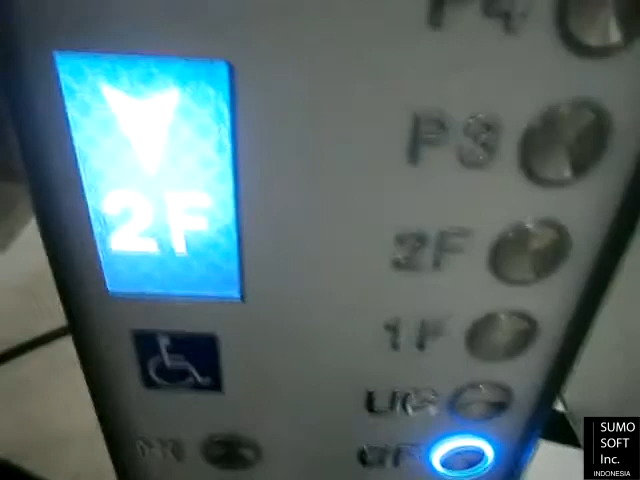 2F
P4
P3
2F
1F
UG
GF
SUMO
SOFT
Inc.
INDONESIA